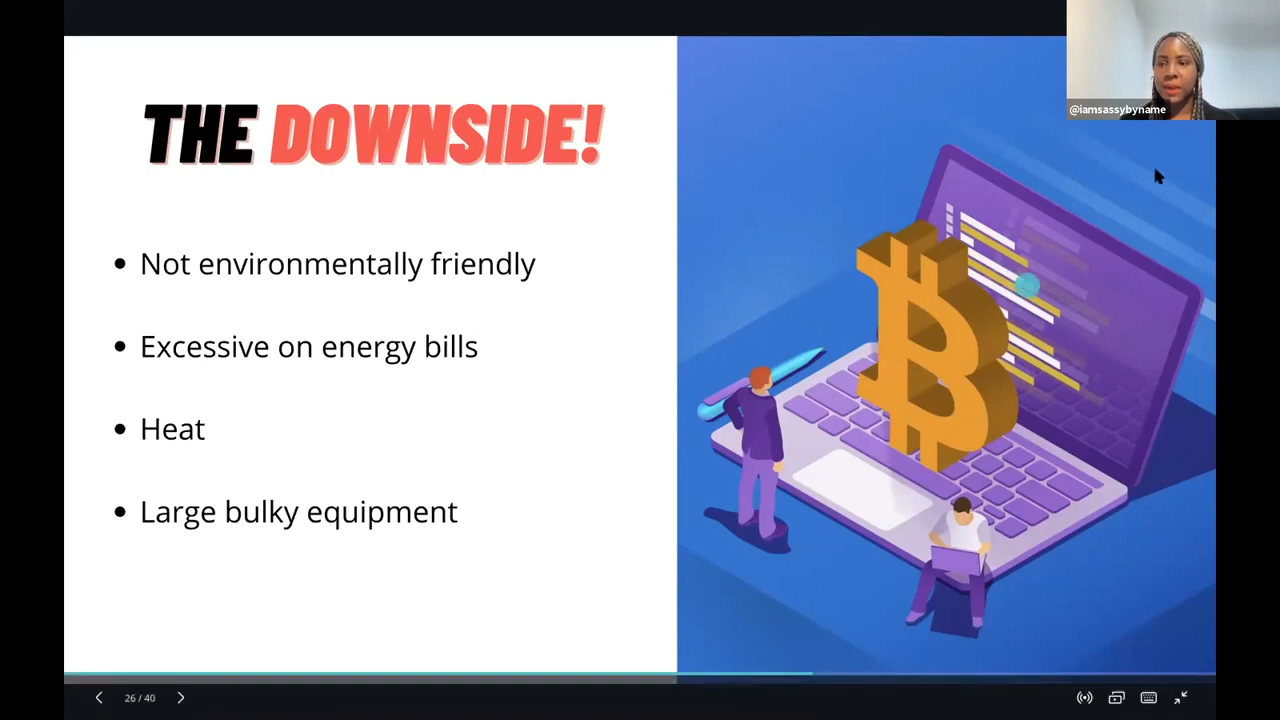 @iamsassybyname
THE DOWNSIDE!
• Not environmentally friendly
• Excessive on energy bills
• Heat
• Large bulky equipment
26 / 40